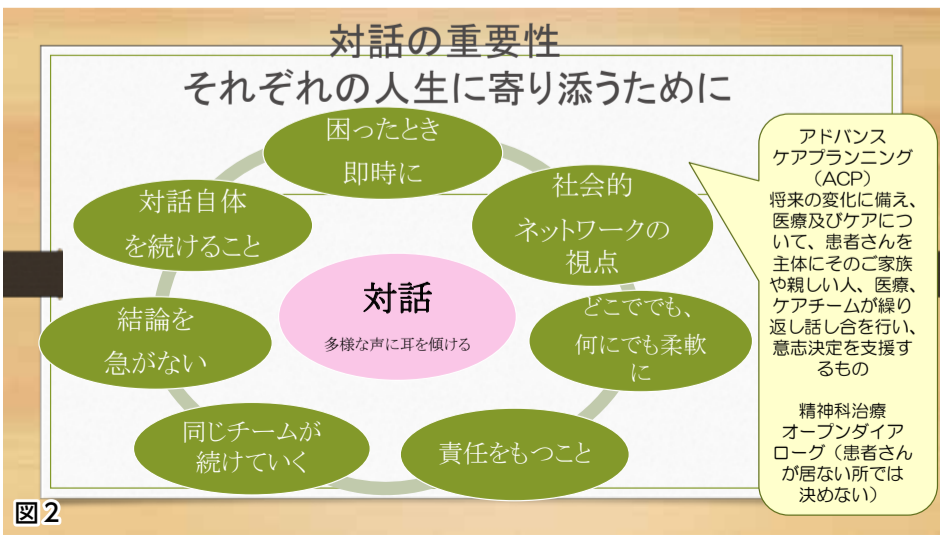 対話の重要性
それぞれの人生に寄り添うために
困ったとき
即時に
社会的
ネットワークの
視点
どこででも、
何にでも柔軟
に
責任をもつこと
同じチームが
続けていく
結論を
急がない
対話自体
を続けること
対話
多様な声に耳を傾ける
アドバンス
ケアプランニング
（ACP）
将来の変化に備え、
医療及びケアにつ
いて、患者さんを
主体にそのご家族
や親しい人、医療、
ケアチームが繰り
返し話し合を行い、
意志決定を支援す
るもの
精神科治療
オープンダイア
ローグ（患者さん
が居ない所では
決めない）
図２